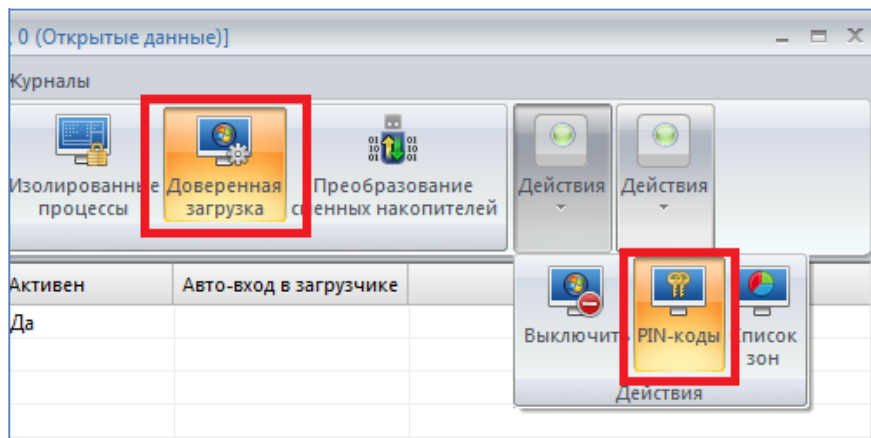 , 0 (Открытые данные)]
Журналы
Изолированные процессы
Доверенная загрузка
Преобразование сменных накопителей
Действия
Действия
Активен
Авто-вход в загрузчике
Да
Выключить
PIN-коды
Список зон
Действия